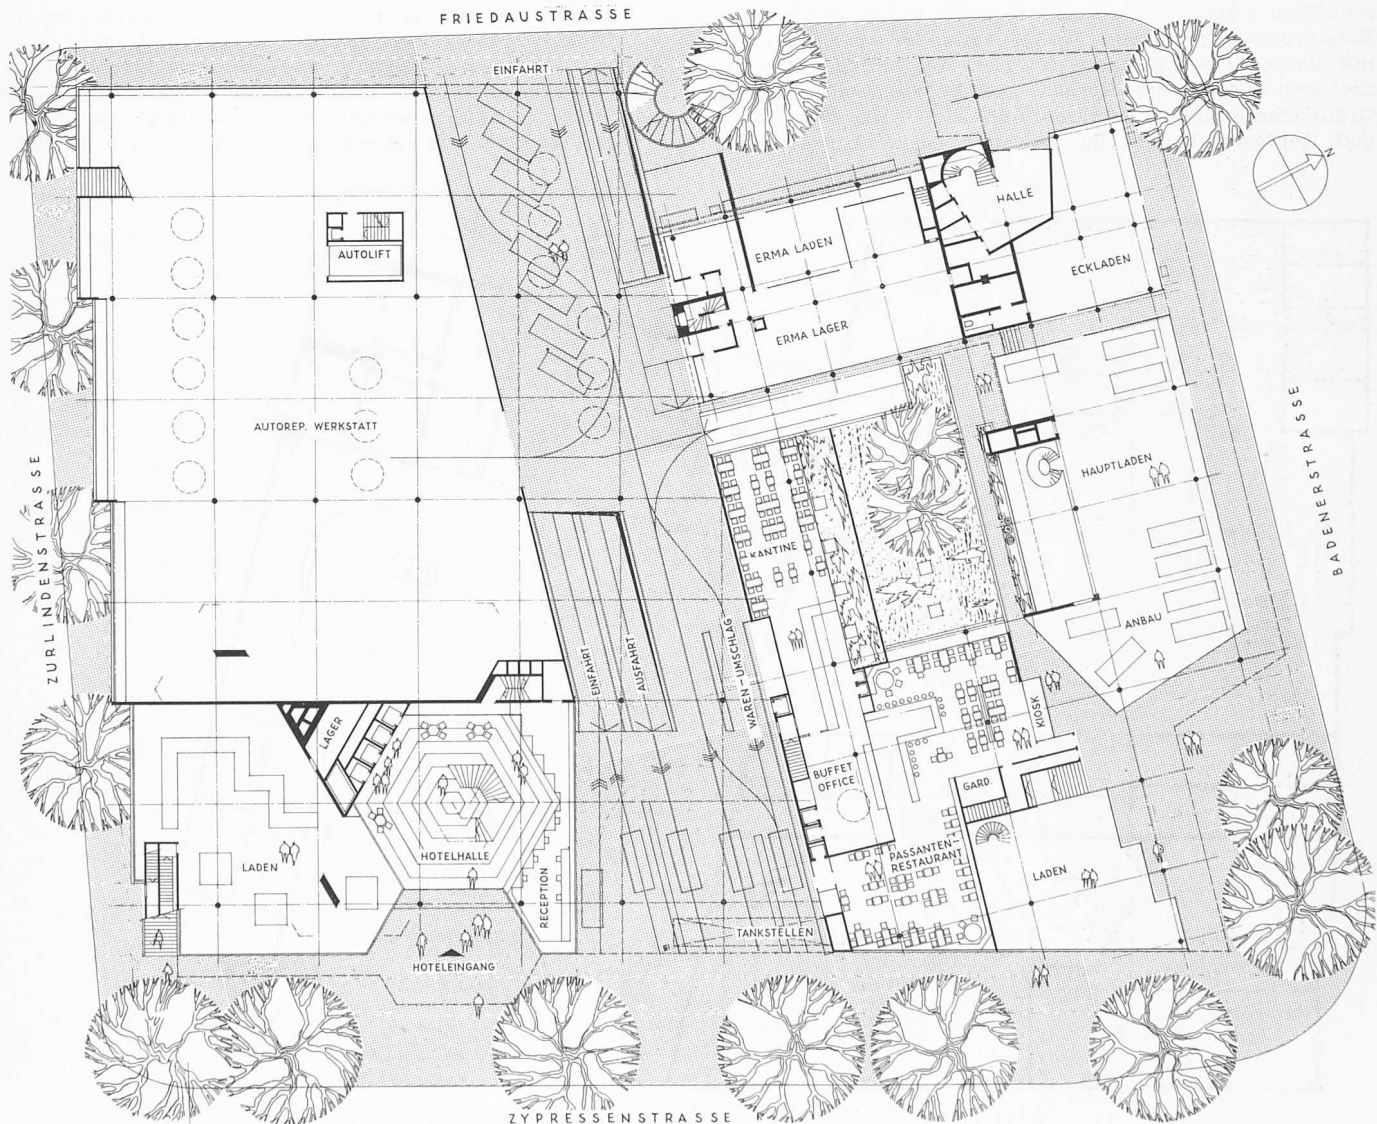 FRIEDAUSTRASSE
EINFAHRT
N
HALLE
AUTOLIFT
ERMA LADEN
ECKLADEN
ERMA LAGER
BADENERSTRASSE
AUTOREP. WERKSTATT
HAUPTLADEN
ZURLINDENSTRASSE
KANTINE
ANBAU
EINFAHRT
AUSFAHRT
WAREN-UMSCHLAG
KIOSK
LAGER
BUFFET
OFFICE
GARD.
HOTELHALLE
LADEN
PASSANTEN-
RESTAURANT
LADEN
RECEPTION
TANKSTELLEN
HOTELEINGANG
ZYPRESSENSTRASSE